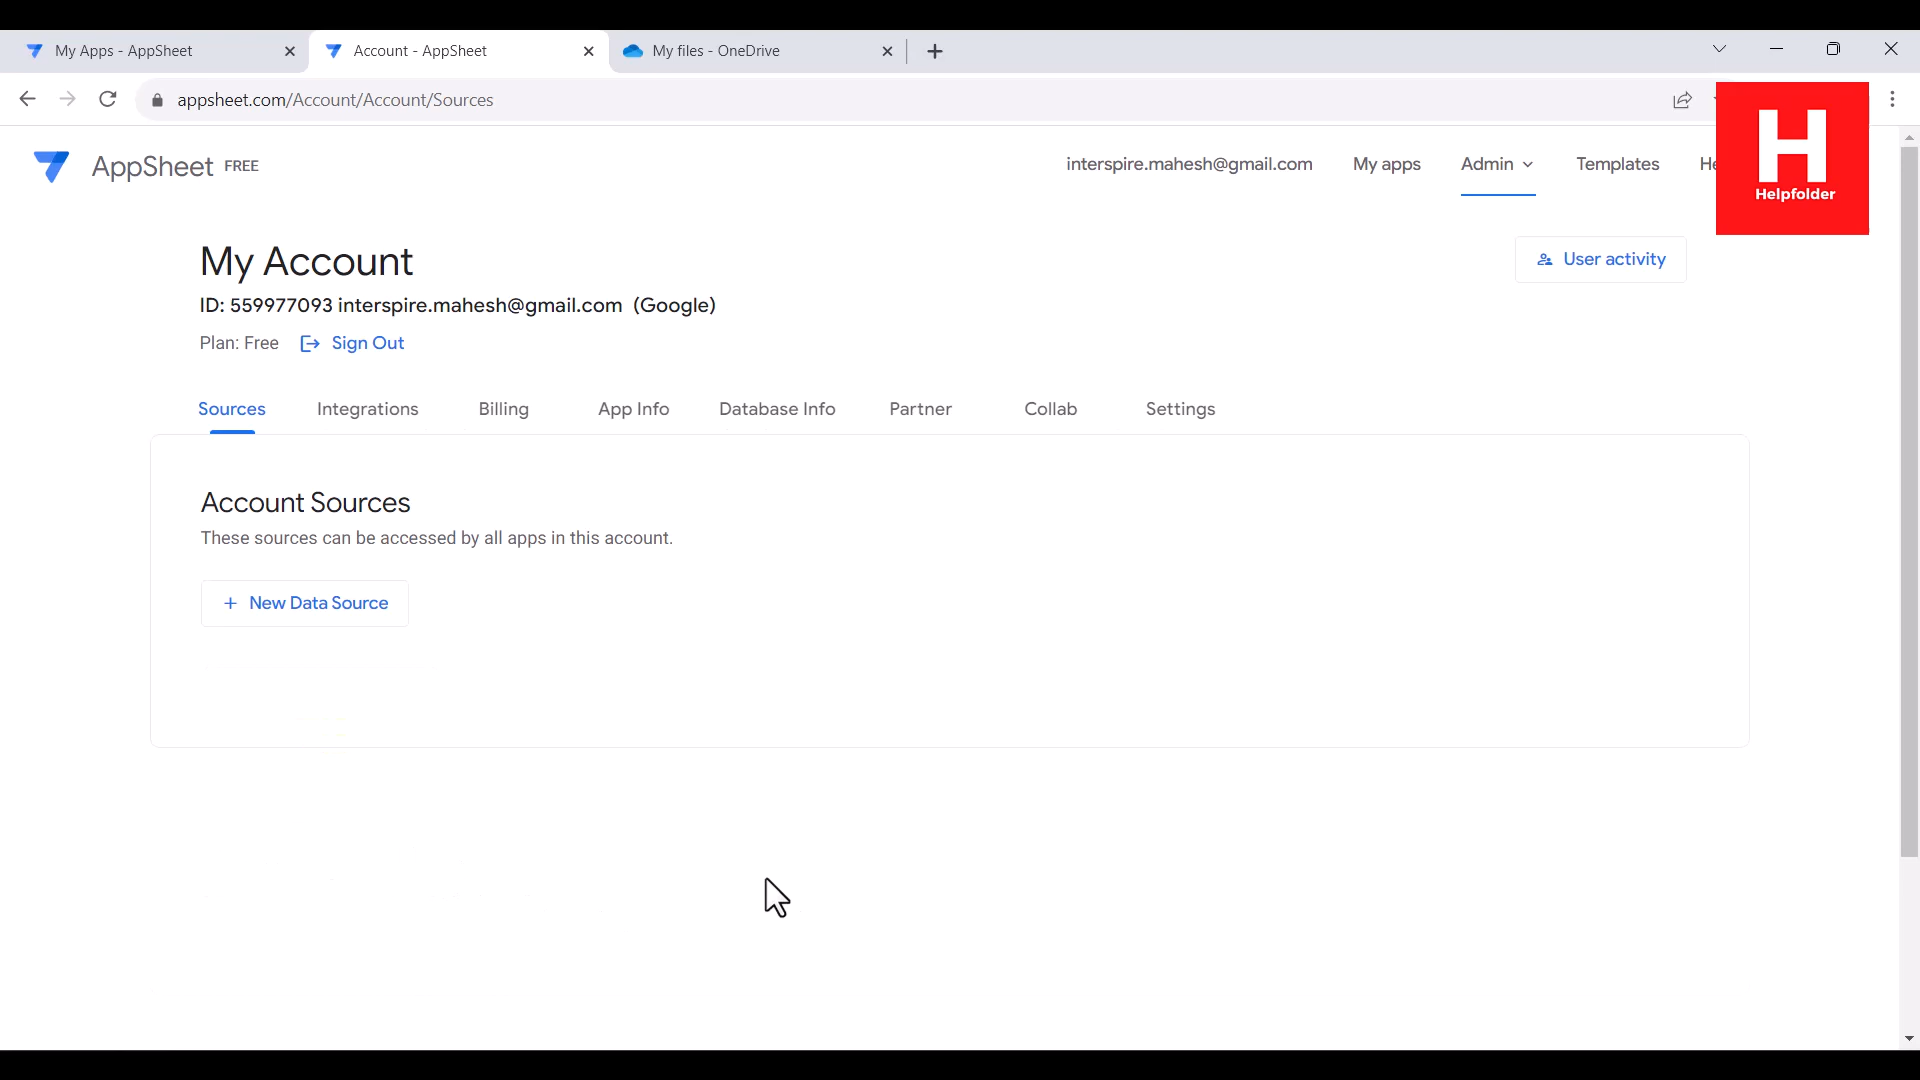 My Apps - AppSheet
Account - AppSheet
My files - OneDrive
appsheet.com/Account/Account/Sources
AppSheet FREE
interspire.mahesh@gmail.com
My apps
Admin
Templates
H
Helpfolder
My Account
User activity
ID: 559977093 interspire.mahesh@gmail.com (Google)
Plan: Free
Sign Out
Sources
Integrations
Billing
App Info
Database Info
Partner
Collab
Settings
Account Sources
These sources can be accessed by all apps in this account.
+ New Data Source